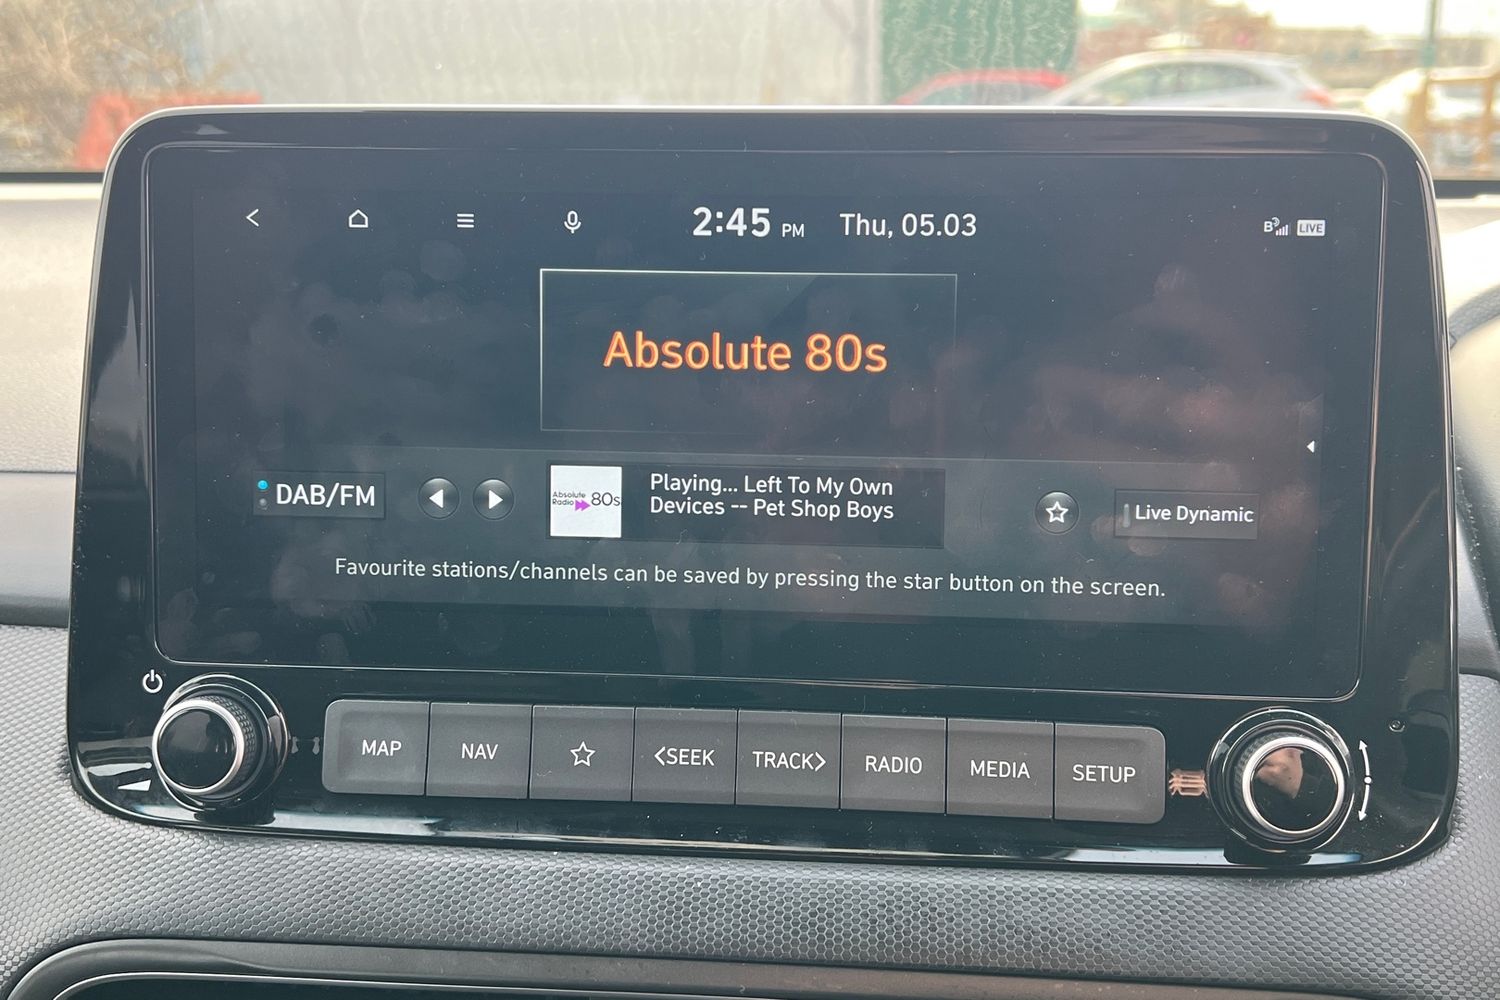 2:45 PM Thu, 05.03
B LIVE
Absolute 80s
DAB/FM
Absolute
Radio 80s
Playing... Left To My Own
Devices -- Pet Shop Boys
Live Dynamic
Favourite stations/channels can be saved by pressing the star button on the screen.
MAP NAV <SEEK TRACK> RADIO MEDIA SETUP